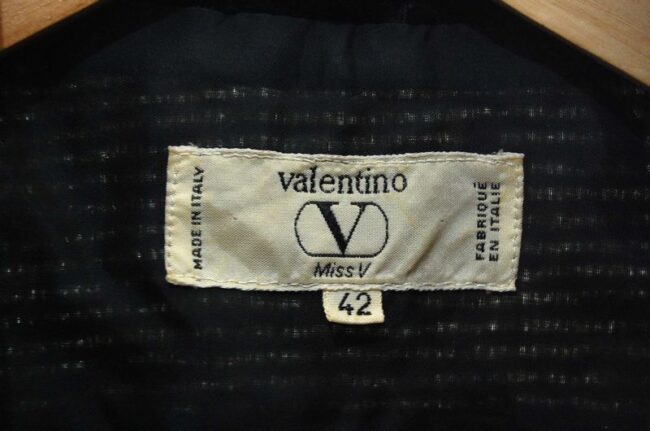 MADE IN ITALY
valentino
V
Miss V
FABRIQUÉ
EN ITALIE
42